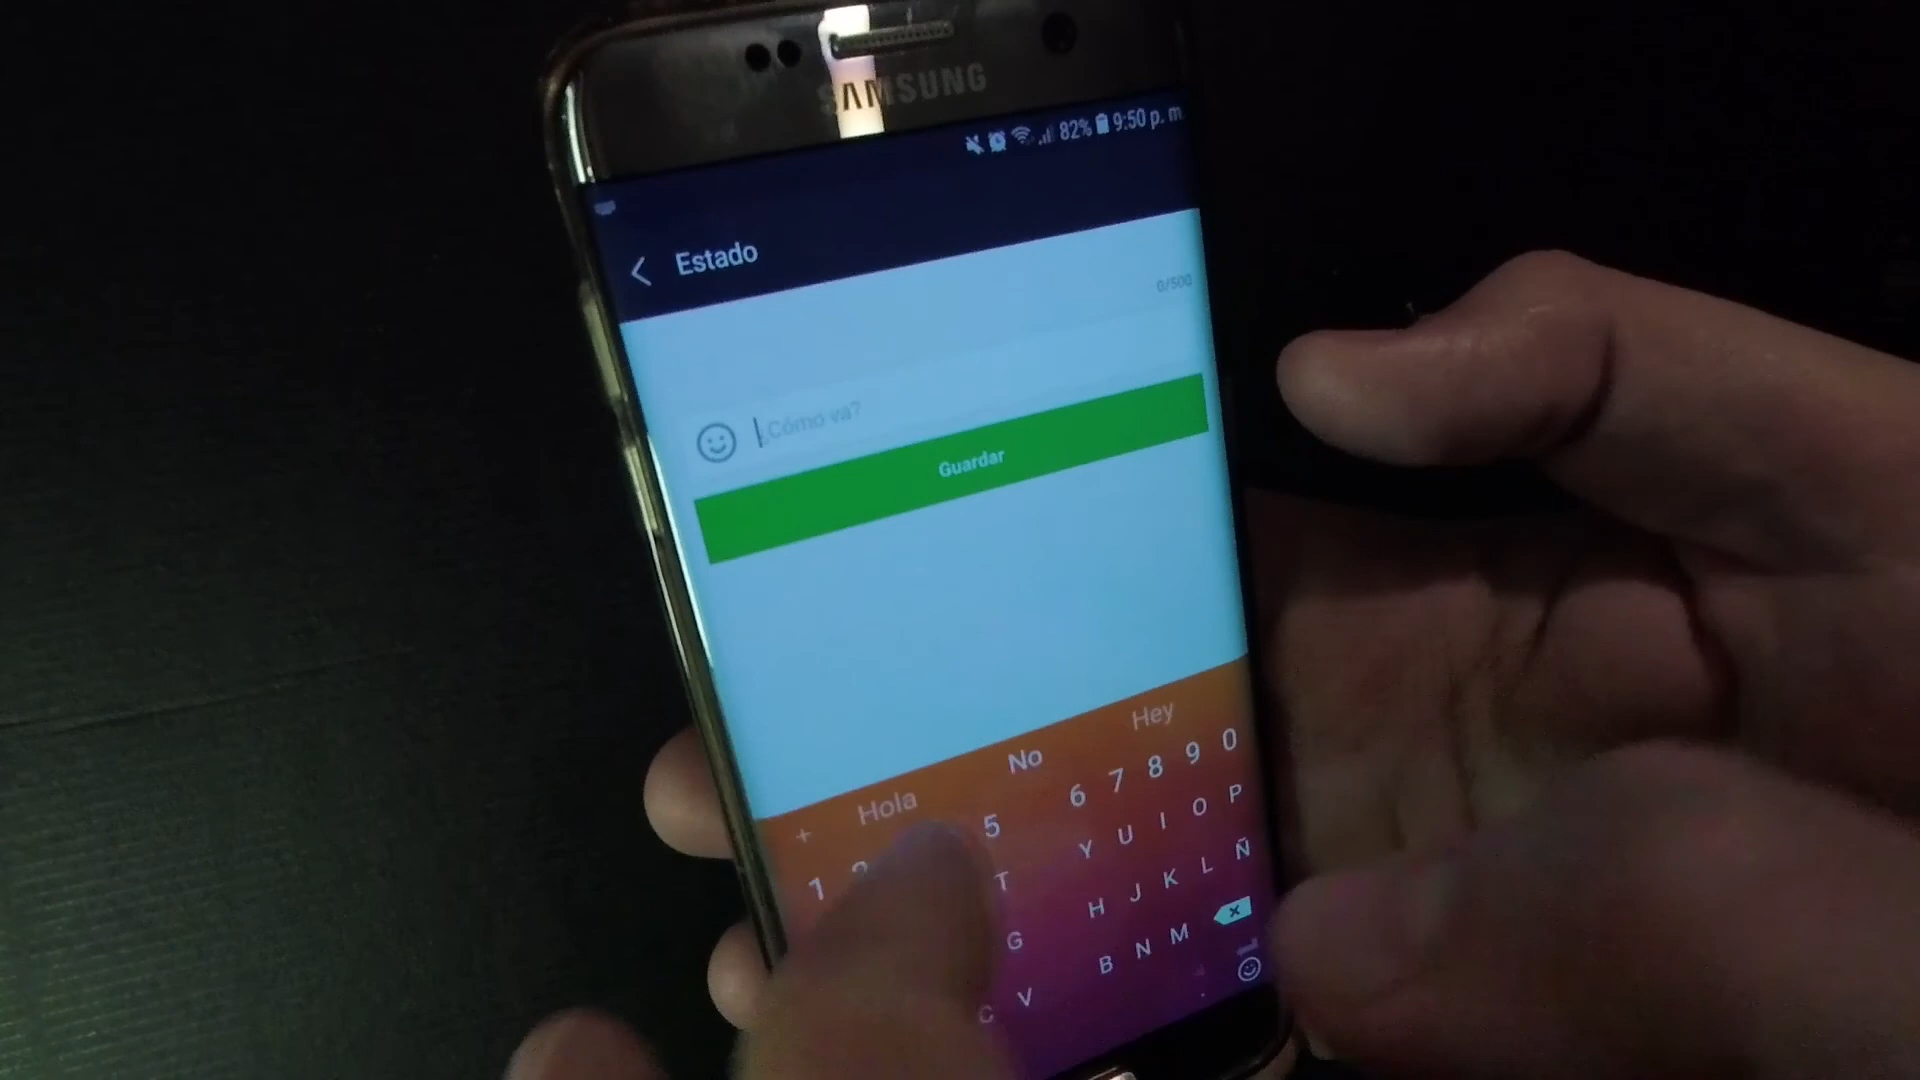 SAMSUNG
82% 9:50 p. m.
Estado
0/500
¿Cómo va?
Guardar
+ Hola No Hey
1 5 6 7 8 9 0
T Y U I O P
G H J K L Ñ
C V B N M